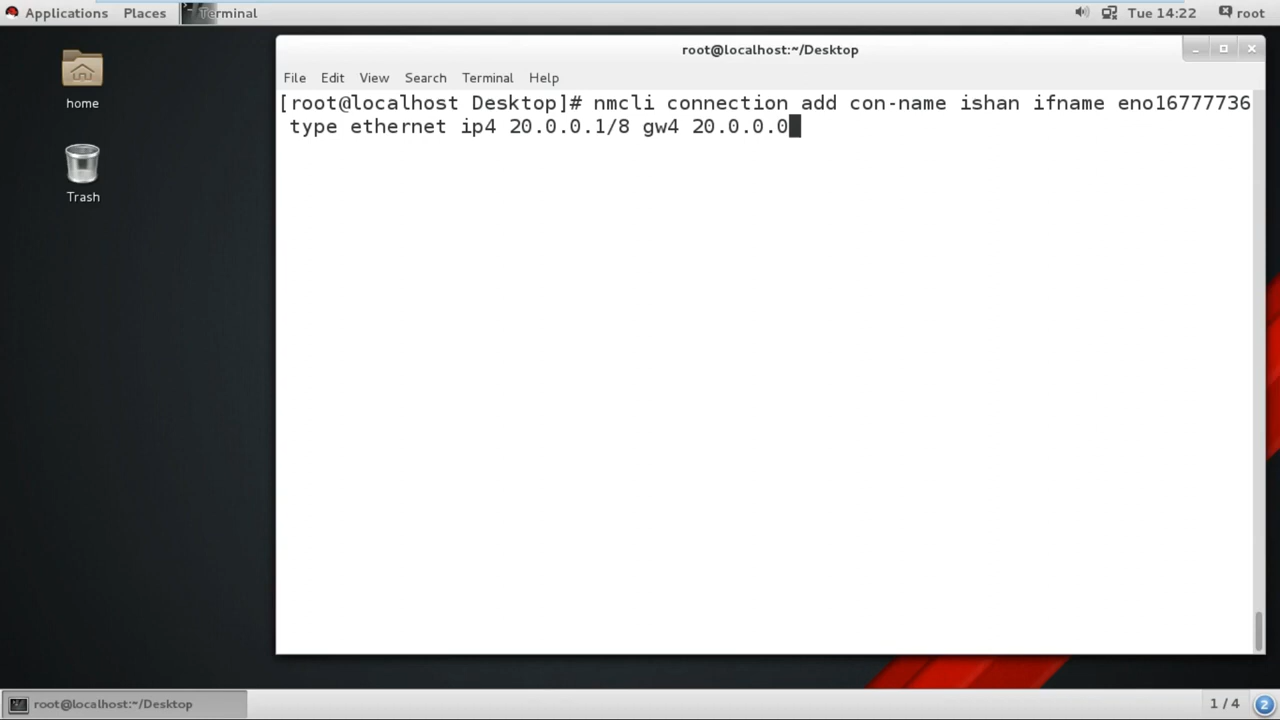 Applications Places Terminal Tue 14:22 root
root@localhost:~/Desktop
File Edit View Search Terminal Help
[root@localhost Desktop]# nmcli connection add con-name ishan ifname eno16777736
type ethernet ip4 20.0.0.1/8 gw4 20.0.0.0
home
Trash
root@localhost:~/Desktop 1 / 4 2